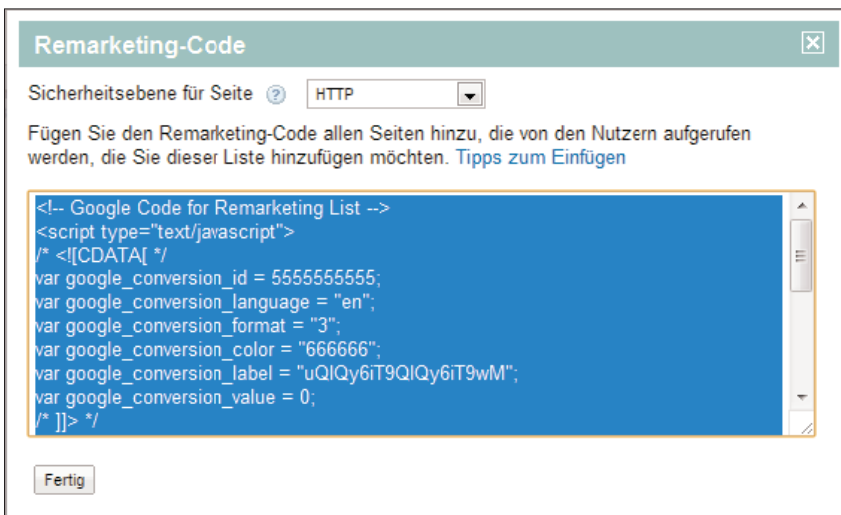 Remarketing-Code
Sicherheitsebene für Seite ? HTTP
Fügen Sie den Remarketing-Code allen Seiten hinzu, die von den Nutzern aufgerufen
werden, die Sie dieser Liste hinzufügen möchten. Tipps zum Einfügen
<!-- Google Code for Remarketing List -->
<script type="text/javascript">
/* <![CDATA[ */
var google_conversion_id = 5555555555;
var google_conversion_language = "en";
var google_conversion_format = "3";
var google_conversion_color = "666666";
var google_conversion_label = "uQIQy6iT9QIQy6iT9wM";
var google_conversion_value = 0;
/* ]]> */
Fertig